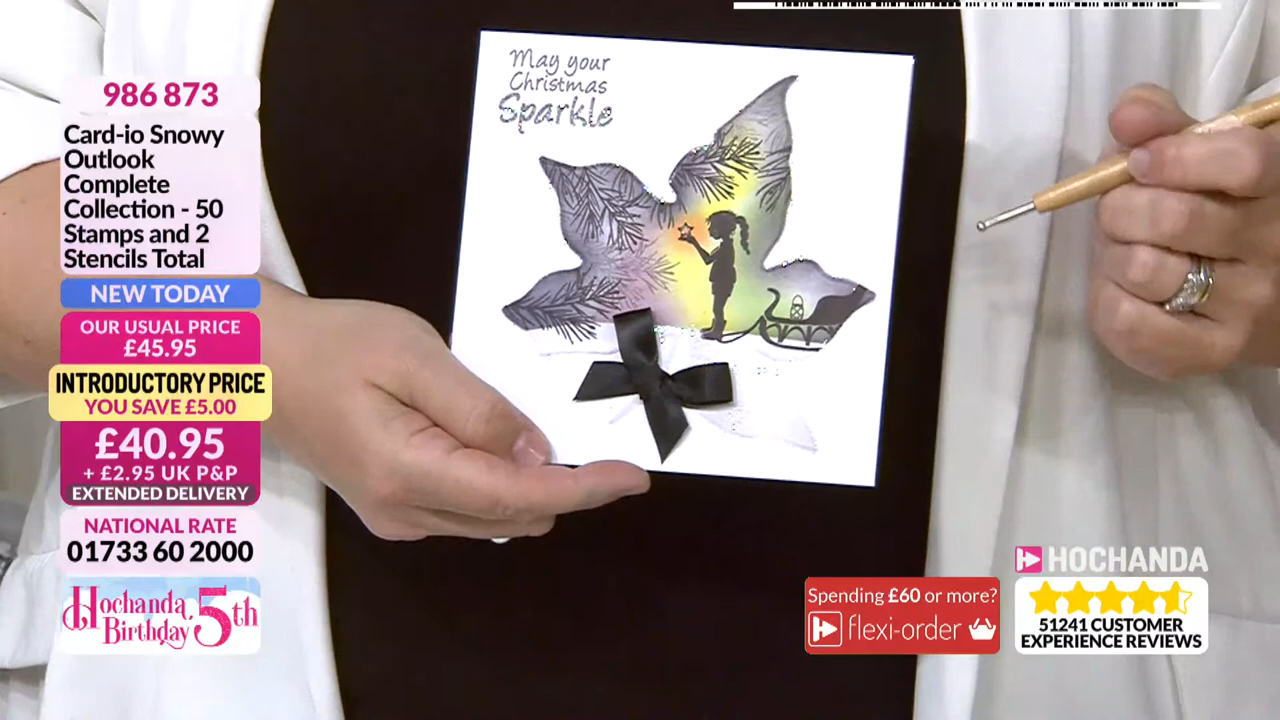 986 873
Card-io Snowy
Outlook
Complete
Collection - 50
Stamps and 2
Stencils Total
NEW TODAY
OUR USUAL PRICE
£45.95
INTRODUCTORY PRICE
YOU SAVE £5.00
£40.95
+ £2.95 UK P&P
EXTENDED DELIVERY
NATIONAL RATE
01733 60 2000
Hochanda
Birthday 5th
May your
Christmas
Sparkle
Spending £60 or more?
flexi-order
HOCHANDA
51241 CUSTOMER
EXPERIENCE REVIEWS